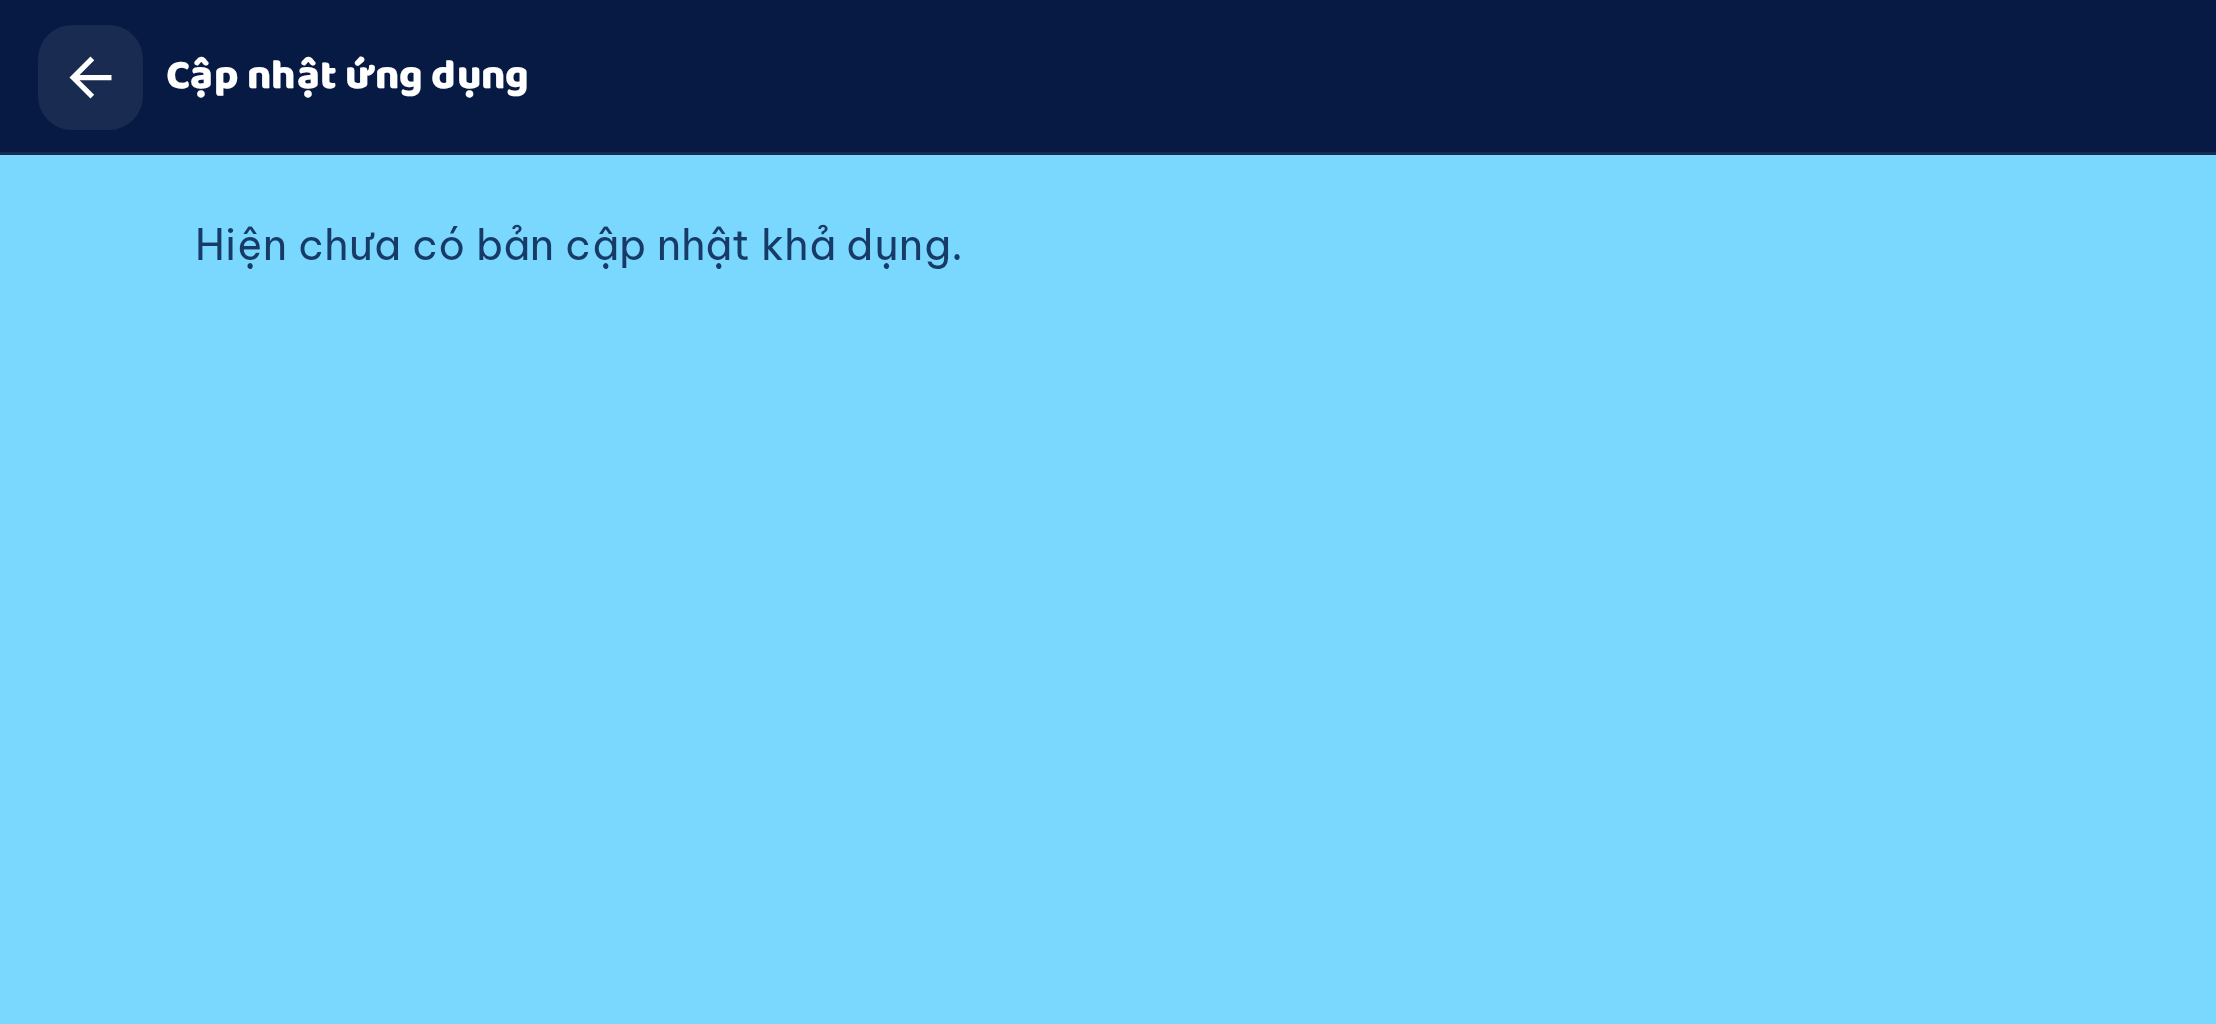 Cập nhật ứng dụng
Hiện chưa có bản cập nhật khả dụng.